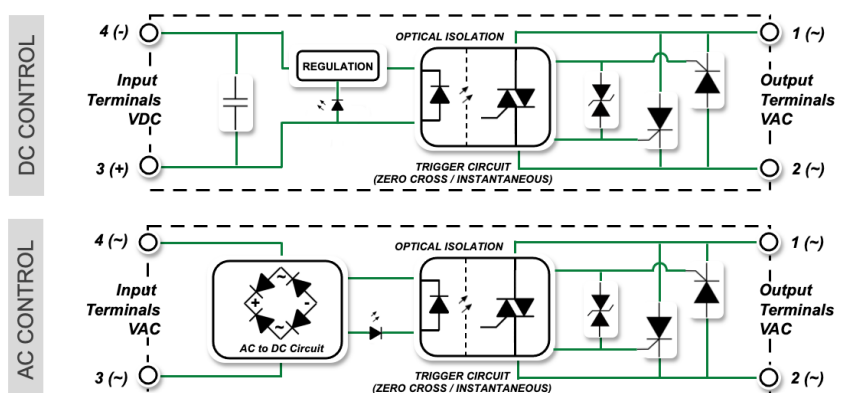 DC CONTROL
4 (-)
OPTICAL ISOLATION
1 (~)
REGULATION
Input
Terminals
VDC
Output
Terminals
VAC
3 (+)
TRIGGER CIRCUIT
(ZERO CROSS / INSTANTANEOUS)
2 (~)
AC CONTROL
4 (~)
OPTICAL ISOLATION
1 (~)
Input
Terminals
VAC
~
+
-
~
AC to DC Circuit
Output
Terminals
VAC
3 (~)
TRIGGER CIRCUIT
(ZERO CROSS / INSTANTANEOUS)
2 (~)